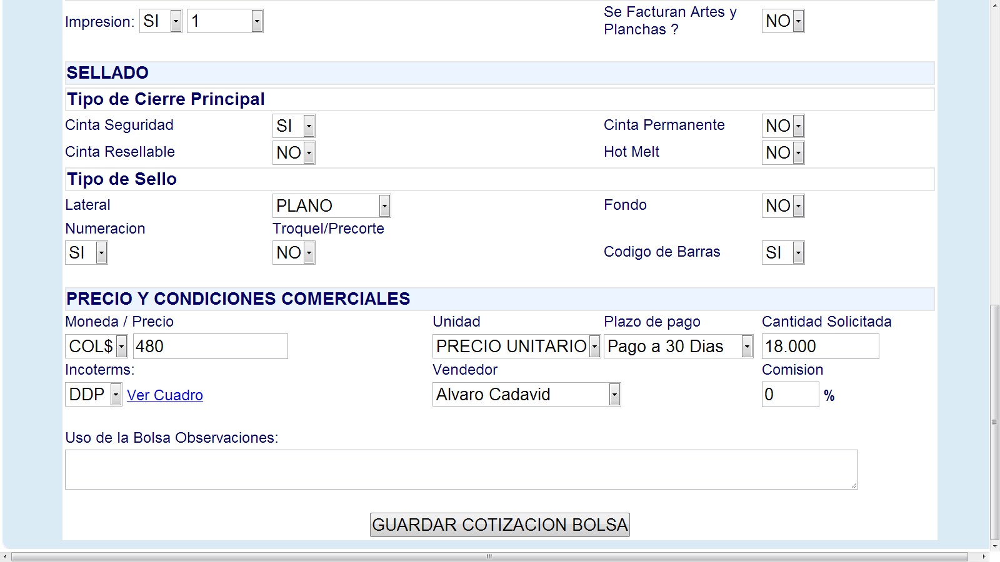 Impresion: SI 1 Se Facturan Artes y
Planchas ? NO
SELLADO
Tipo de Cierre Principal
Cinta Seguridad SI Cinta Permanente NO
Cinta Resellable NO Hot Melt NO
Tipo de Sello
Lateral PLANO Fondo NO
Numeracion Troquel/Precorte
SI NO Codigo de Barras SI
PRECIO Y CONDICIONES COMERCIALES
Moneda / Precio Unidad Plazo de pago Cantidad Solicitada
COL$ 480 PRECIO UNITARIO Pago a 30 Dias 18.000
Incoterms: Vendedor Comision
DDP Ver Cuadro Alvaro Cadavid 0 %
Uso de la Bolsa Observaciones:
GUARDAR COTIZACION BOLSA